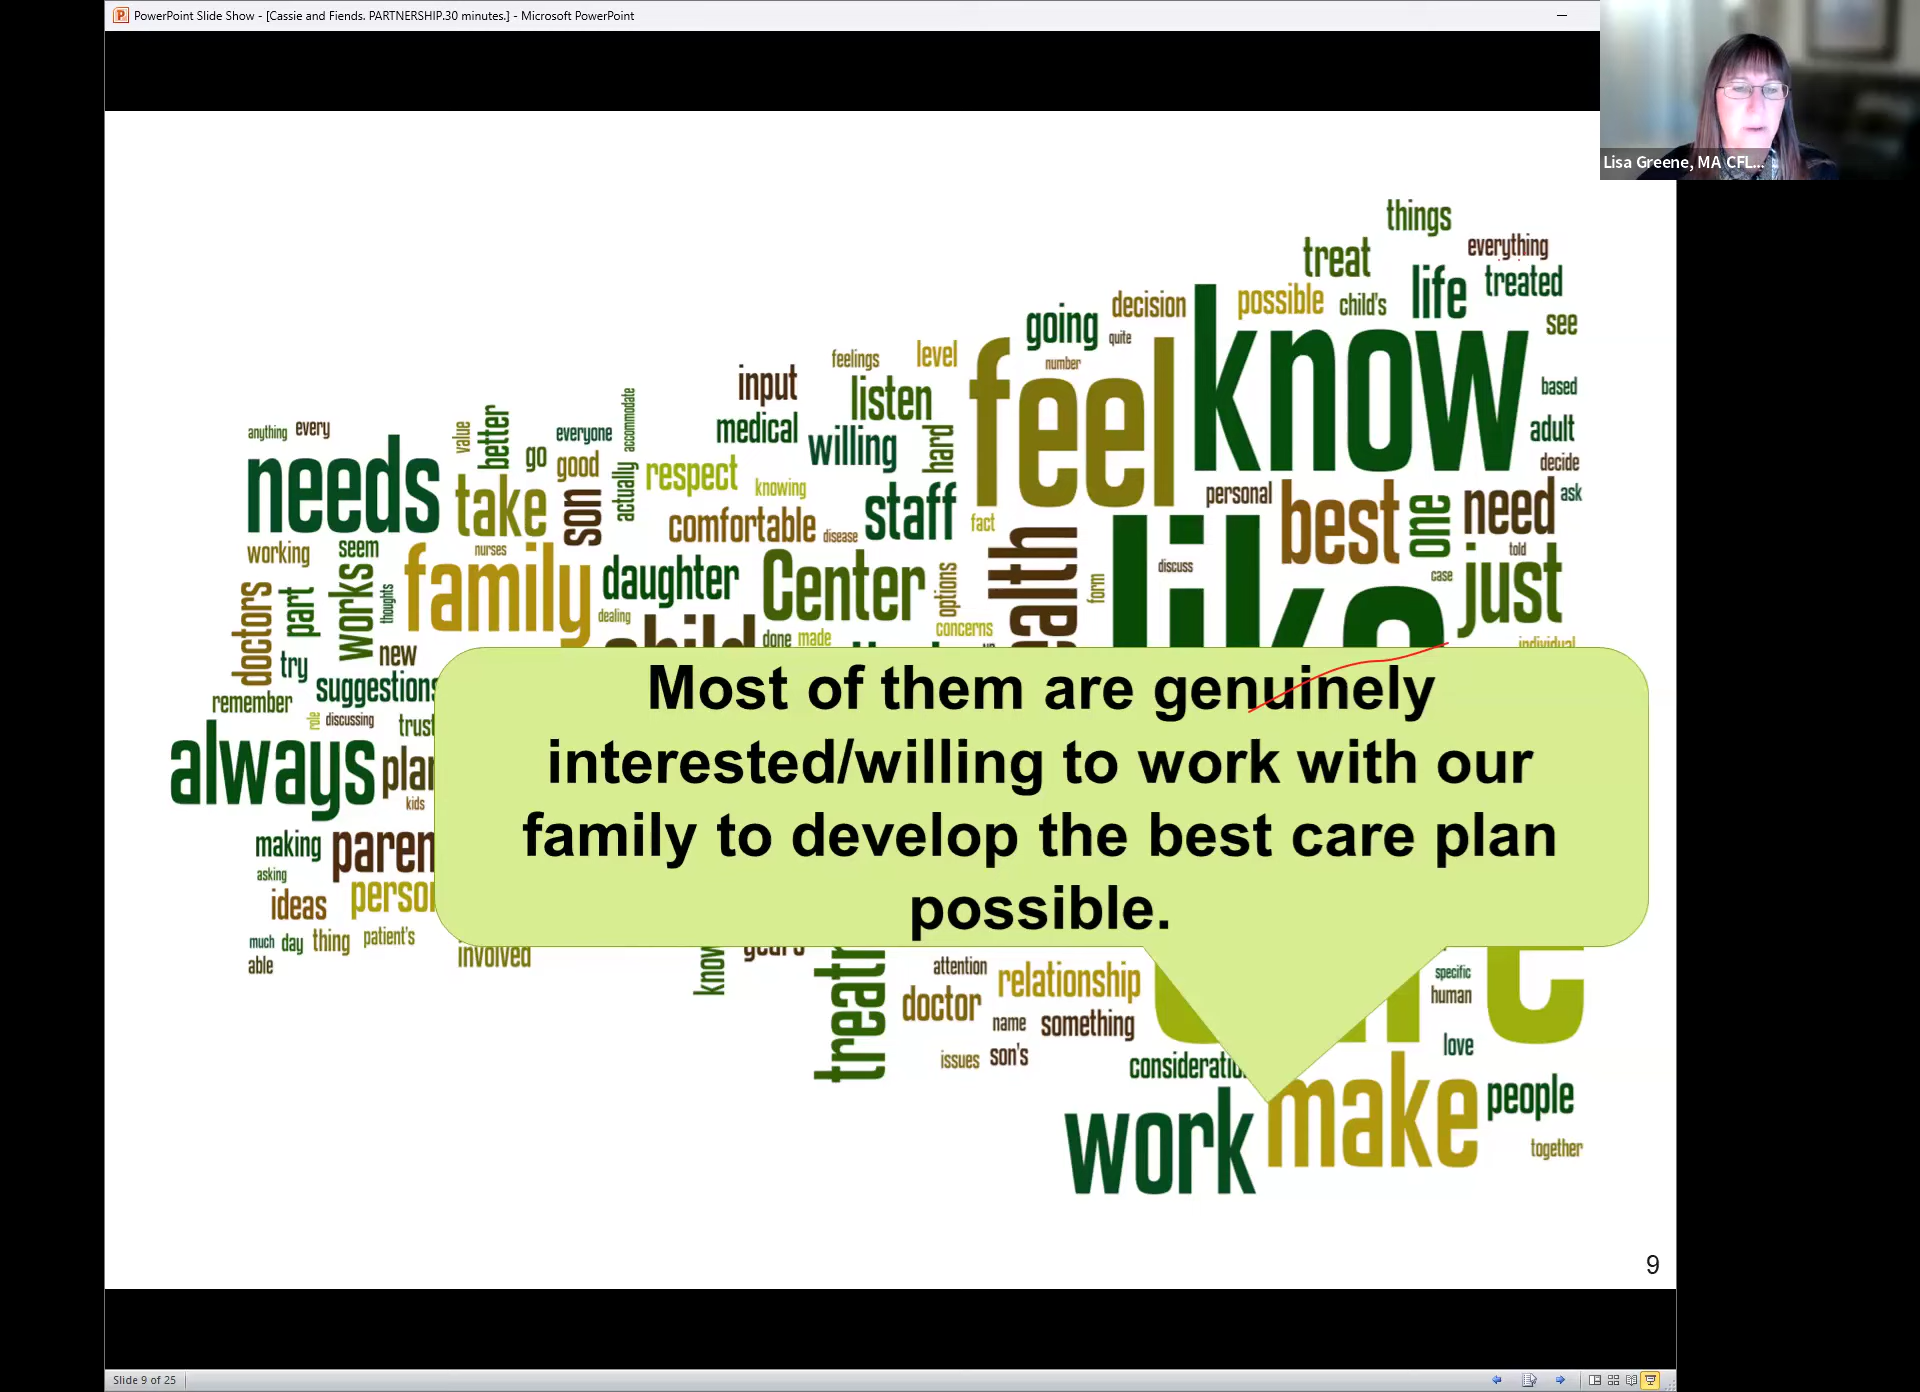 PowerPoint Slide Show - [Cassie and Fiends. PARTNERSHIP.30 minutes.] - Microsoft PowerPoint
Lisa Greene, MA CFL...
things
treat
everything
life
treated
possible
child's
decision
going
quite
know
see
feelings
level
feel
number
input
listen
based
medical
willing
hard
adult
decide
anything
every
value
better
go
everyone
accommodate
good
needs
take
son
actually
respect
knowing
comfortable
disease
staff
fact
personal
best
one
need
ask
told
working
seem
nurses
family
daughter
Center
options
discuss
form
case
just
like
doctors
part
works
thoughts
dealing
child
done
made
concerns
individual
try
new
remember
suggestions
role
discussing
trust
always
plan
kids
making
asking
ideas
much
day
thing
patient's
able
involved
Most of them are genuinely
interested/willing to work with our
family to develop the best care plan
possible.
years
attention
relationship
doctor
name
something
issues
son's
specific
human
love
work
make
people
together
9
Slide 9 of 25